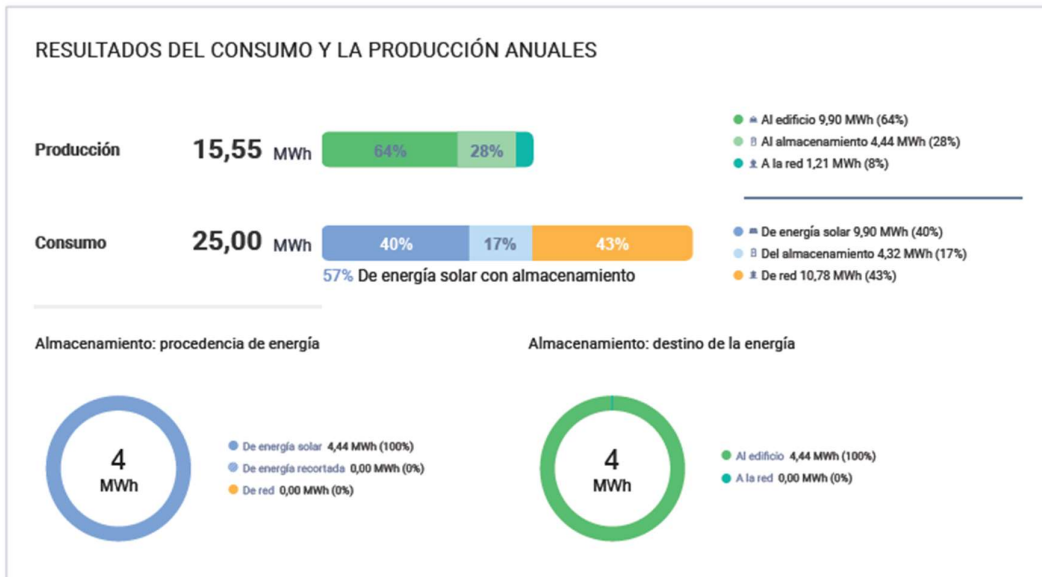 RESULTADOS DEL CONSUMO Y LA PRODUCCIÓN ANUALES
Producción 15,55 MWh 64% 28%
Al edificio 9,90 MWh (64%)
Al almacenamiento 4,44 MWh (28%)
A la red 1,21 MWh (8%)
Consumo 25,00 MWh 40% 17% 43%
57% De energía solar con almacenamiento
De energía solar 9,90 MWh (40%)
Del almacenamiento 4,32 MWh (17%)
De red 10,78 MWh (43%)
Almacenamiento: procedencia de energía
4
MWh
De energía solar 4,44 MWh (100%)
De energía recortada 0,00 MWh (0%)
De red 0,00 MWh (0%)
Almacenamiento: destino de la energía
4
MWh
Al edificio 4,44 MWh (100%)
A la red 0,00 MWh (0%)